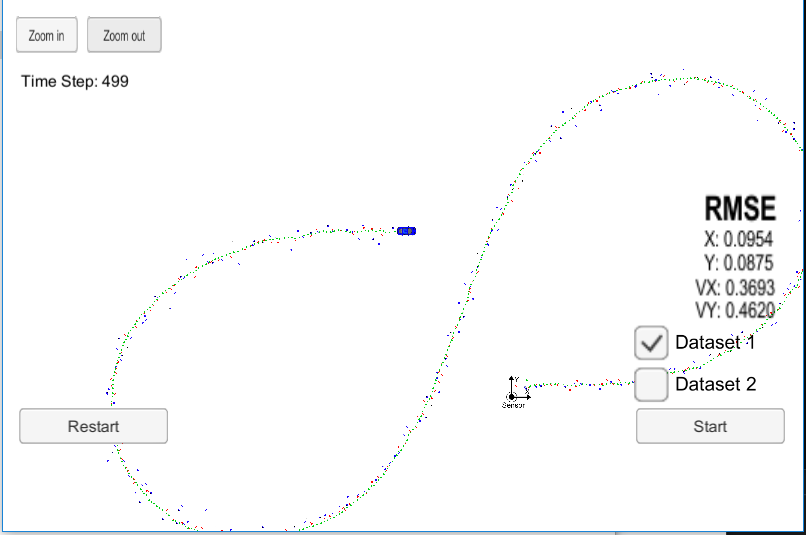 Zoom in
Zoom out
Time Step: 499
RMSE
X: 0.0954
Y: 0.0875
VX: 0.3693
VY: 0.4620
Dataset 1
Dataset 2
Y
X
Sensor
Restart
Start